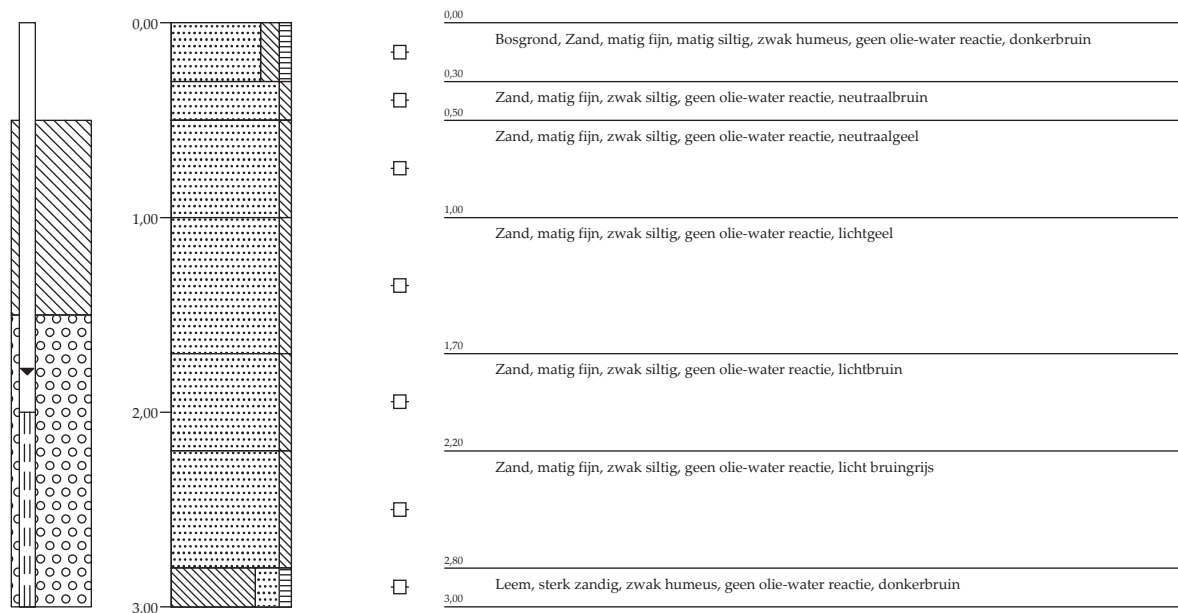 0,00
0,00
Bosgrond, Zand, matig fijn, matig siltig, zwak humeus, geen olie-water reactie, donkerbruin
0,30
Zand, matig fijn, zwak siltig, geen olie-water reactie, neutraalbruin
0,50
Zand, matig fijn, zwak siltig, geen olie-water reactie, neutraalgeel
1,00
1,00
Zand, matig fijn, zwak siltig, geen olie-water reactie, lichtgeel
1,70
Zand, matig fijn, zwak siltig, geen olie-water reactie, lichtbruin
2,00
2,20
Zand, matig fijn, zwak siltig, geen olie-water reactie, licht bruingrijs
2,80
Leem, sterk zandig, zwak humeus, geen olie-water reactie, donkerbruin
3,00
3,00